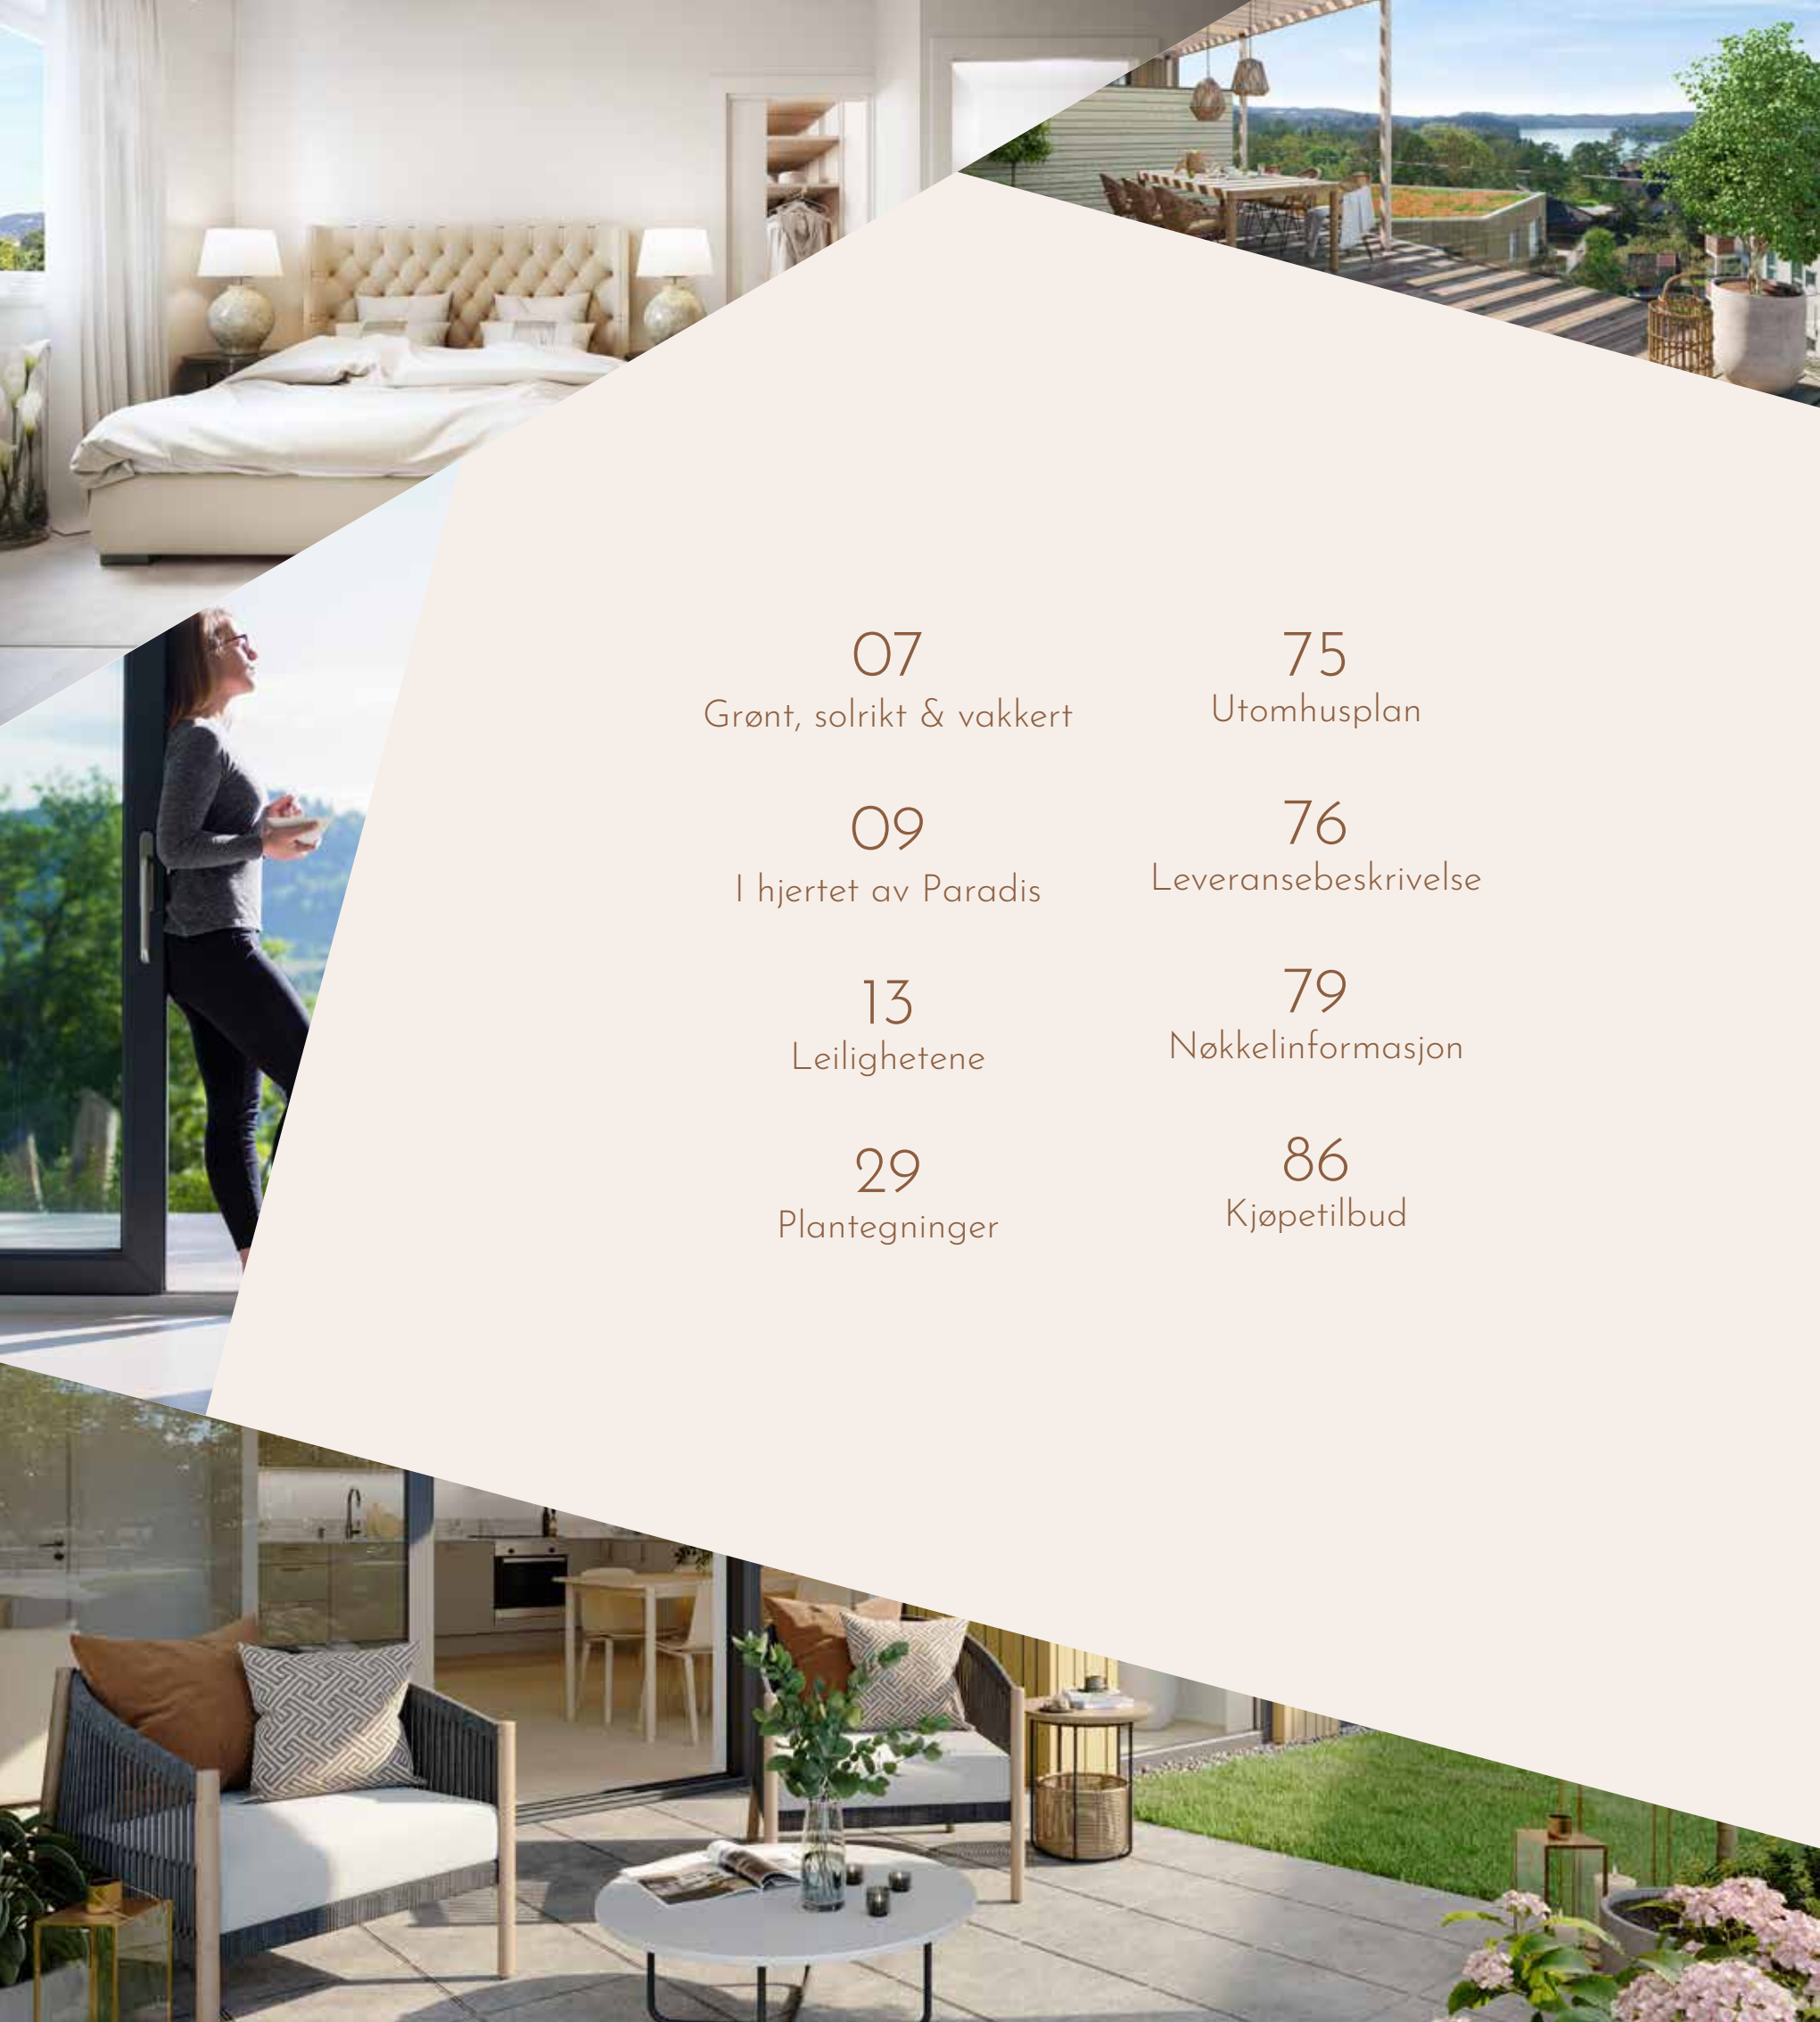 07
Grønt, solrikt & vakkert
09
I hjertet av Paradis
13
Leilighetene
29
Plantegninger
75
Utomhusplan
76
Leveransebeskrivelse
79
Nøkkelinformasjon
86
Kjøpetilbud